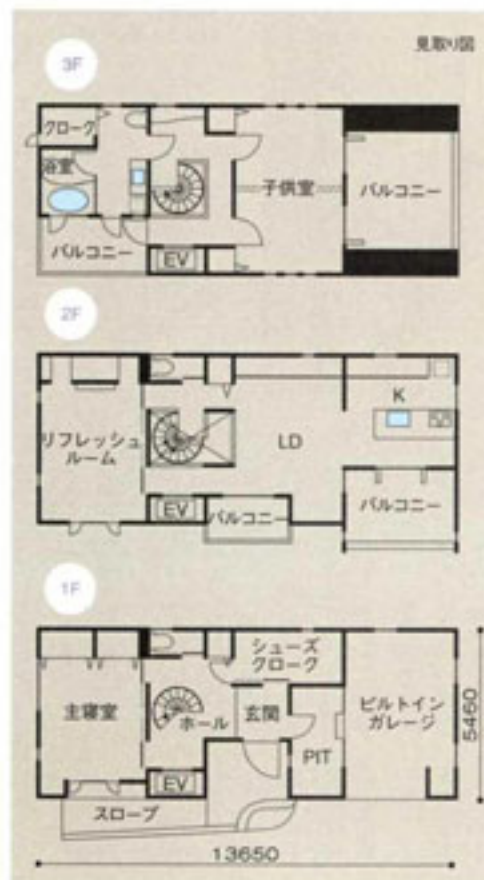 見取り図
3F
クローク
浴室
子供室
バルコニー
バルコニー
EV
2F
K
リフレッシュ
ルーム
LD
EV
バルコニー
バルコニー
1F
シューズ
クローク
主寝室
ホール
玄関
ビルトイン
ガレージ
PIT
EV
スロープ
5460
13650